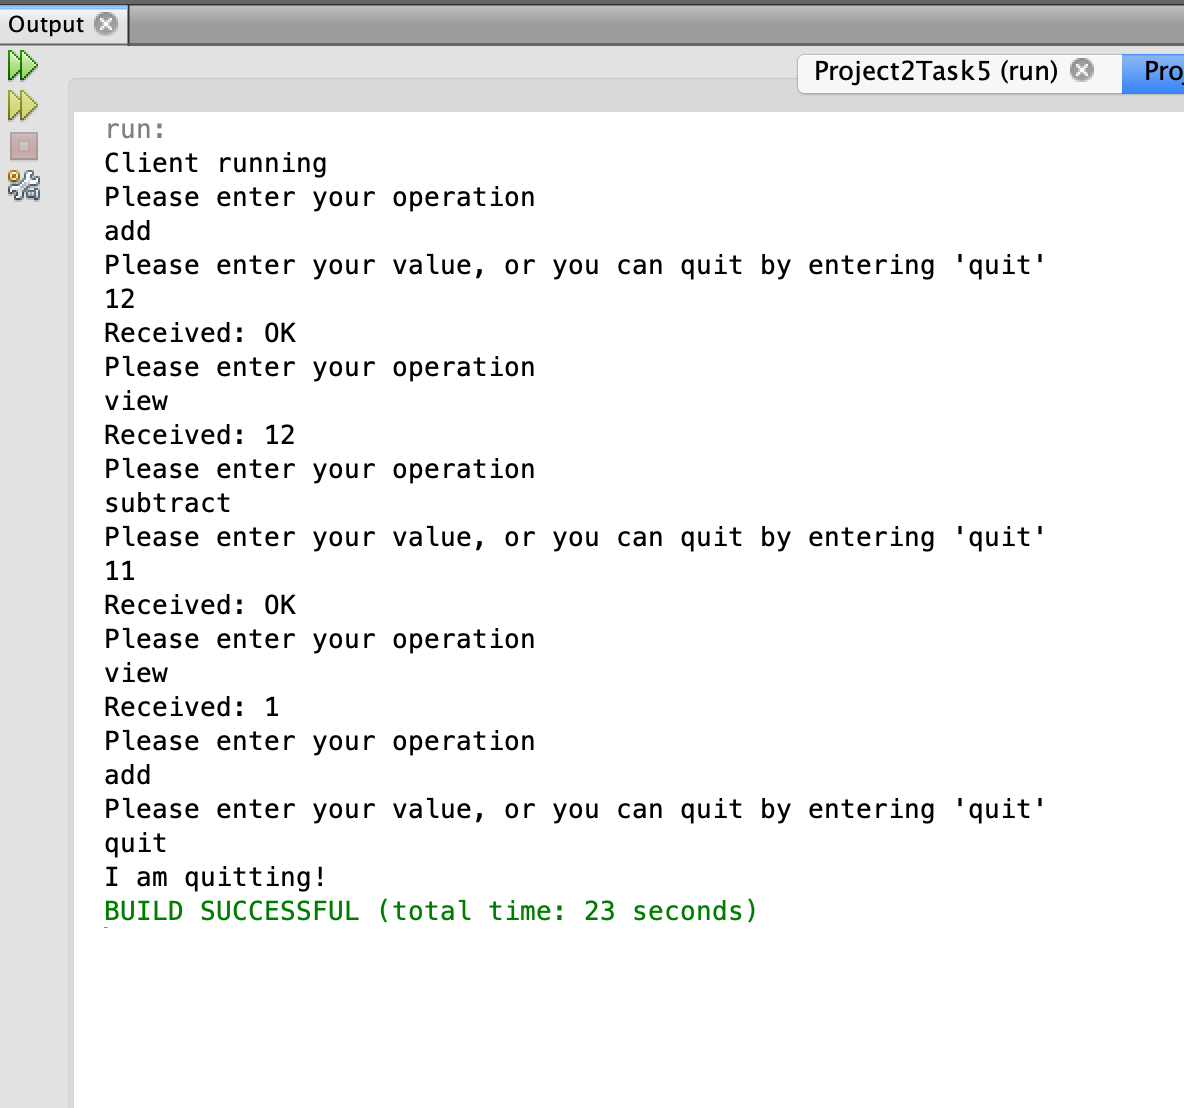 Output
Project2Task5 (run)
Pro
run:
Client running
Please enter your operation
add
Please enter your value, or you can quit by entering 'quit'
12
Received: OK
Please enter your operation
view
Received: 12
Please enter your operation
subtract
Please enter your value, or you can quit by entering 'quit'
11
Received: OK
Please enter your operation
view
Received: 1
Please enter your operation
add
Please enter your value, or you can quit by entering 'quit'
quit
I am quitting!
BUILD SUCCESSFUL (total time: 23 seconds)